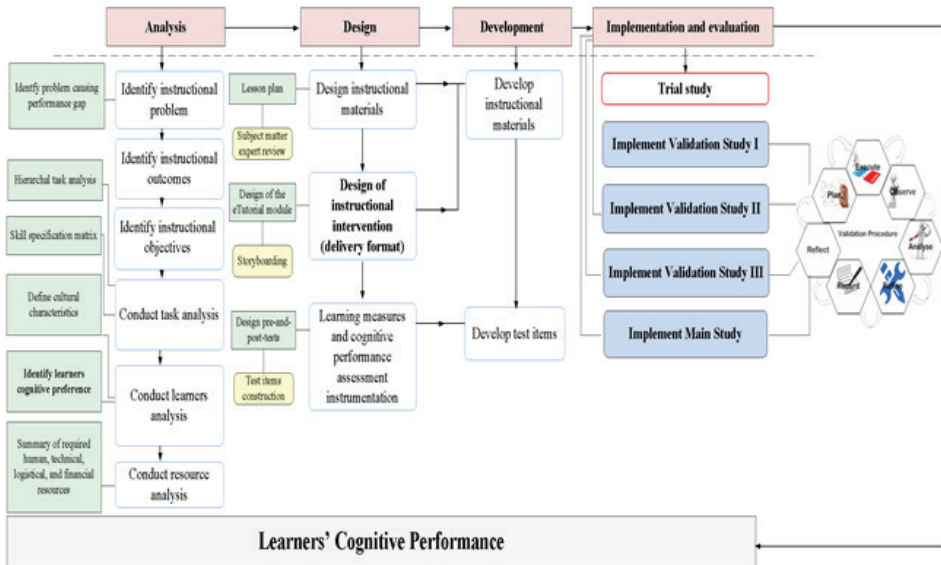 Analysis
Design
Development
Implementation and evaluation
Identfy problem causing
performance gap
Hierarchal task analysis
Skill specification matrix
Define cultural
characteristics
Identify learners
cognitive preference
Summary of required
human, technical,
logistical, and financial
resources
Identify instructional
problem
Identify instructional
outcomes
Identify instructional
objectives
Conduct task analysis
Conduct learners
analysis
Conduct resource
analysis
Lesson plan
Subject matter
expert review
Design of the
eTutorial module
Storyboarding
Design pre-and-
post-tests
Test items
construction
Design instructional
materials
Design of
instructional
intervention
(delivery format)
Learning measures
and cognitive
performance
assessment
instrumentation
Develop
instructional
materials
Develop test items
Trial study
Implement Validation Study I
Implement Validation Study II
Implement Validation Study III
Implement Main Study
Execute
Plan
Observe
Validation Procedure
Reflect
Analyse
Record
Learners’ Cognitive Performance